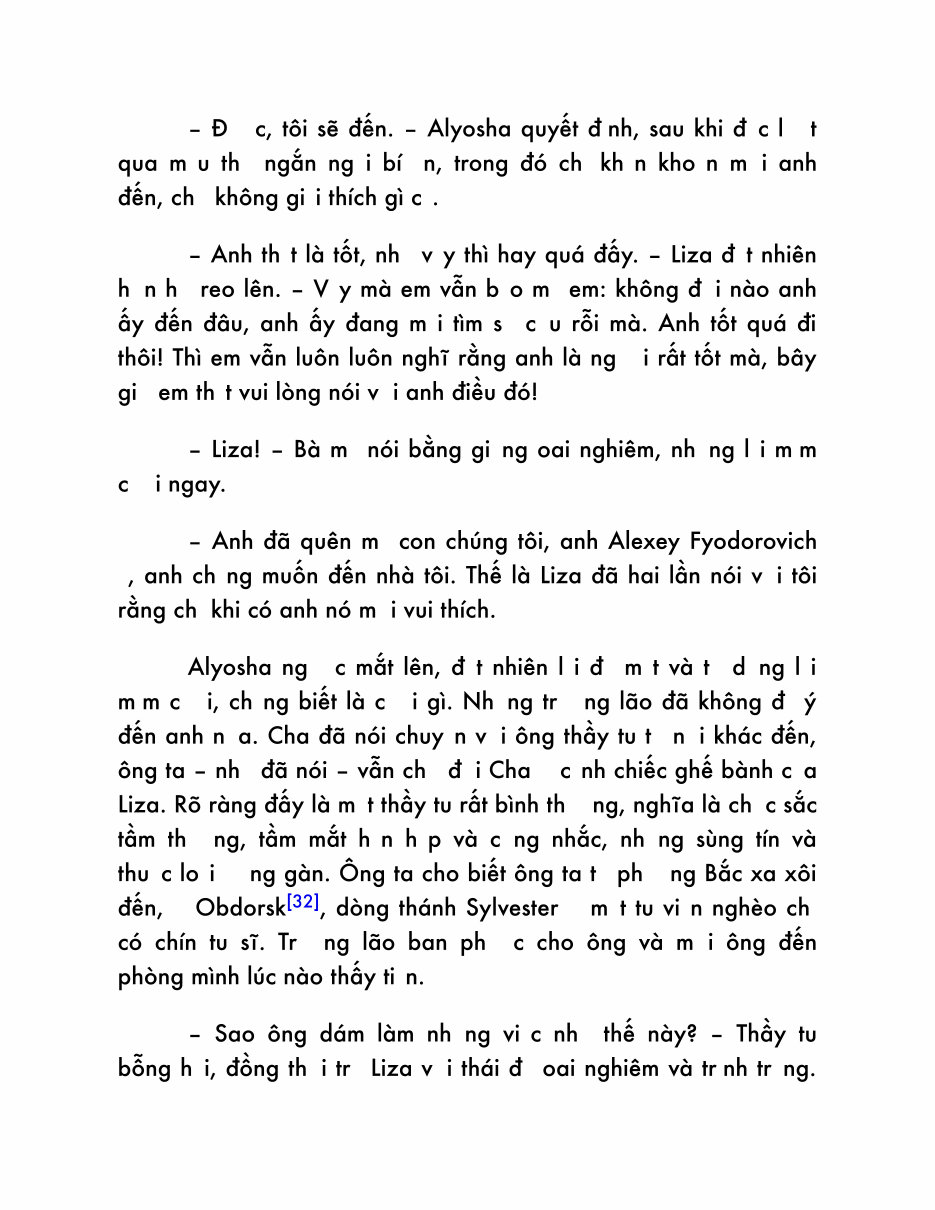 – Đ c, tôi sẽ đến. – Alyosha quyết đ nh, sau khi đ c l t
qua m u th ngắn ng i bí n, trong đó ch kh n kho n m i anh
đến, ch không gi i thích gì c .
– Anh th t là tốt, nh v y thì hay quá đấy. – Liza đ t nhiên
h n h reo lên. – V y mà em vẫn b o m em: không đ i nào anh
ấy đến đâu, anh ấy đang m i tìm s c u rỗi mà. Anh tốt quá đi
thôi! Thì em vẫn luôn luôn nghĩ rằng anh là ng i rất tốt mà, bây
gi em th t vui lòng nói v i anh điều đó!
– Liza! – Bà m nói bằng gi ng oai nghiêm, nh ng l i m m
c i ngay.
– Anh đã quên m con chúng tôi, anh Alexey Fyodorovich
, anh ch ng muốn đến nhà tôi. Thế là Liza đã hai lần nói v i tôi
rằng ch khi có anh nó m i vui thích.
Alyosha ng c mắt lên, đ t nhiên l i đ m t và t d ng l i
m m c i, ch ng biết là c i gì. Nh ng tr ng lão đã không đ ý
đến anh n a. Cha đã nói chuy n v i ông thầy tu t n i khác đến,
ông ta – nh đã nói – vẫn ch đ i Cha c nh chiếc ghế bành c a
Liza. Rõ ràng đấy là m t thầy tu rất bình th ng, nghĩa là ch c sắc
tầm th ng, tầm mắt h n h p và c ng nhắc, nh ng sùng tín và
thu c lo i ng gàn. Ông ta cho biết ông ta t ph ng Bắc xa xôi
đến, Obdorsk[32], dòng thánh Sylvester m t tu vi n nghèo ch
có chín tu sĩ. Tr ng lão ban ph c cho ông và m i ông đến
phòng mình lúc nào thấy ti n.
– Sao ông dám làm nh ng vi c nh thế này? – Thầy tu
bỗng h i, đồng th i tr Liza v i thái đ oai nghiêm và tr nh tr ng.